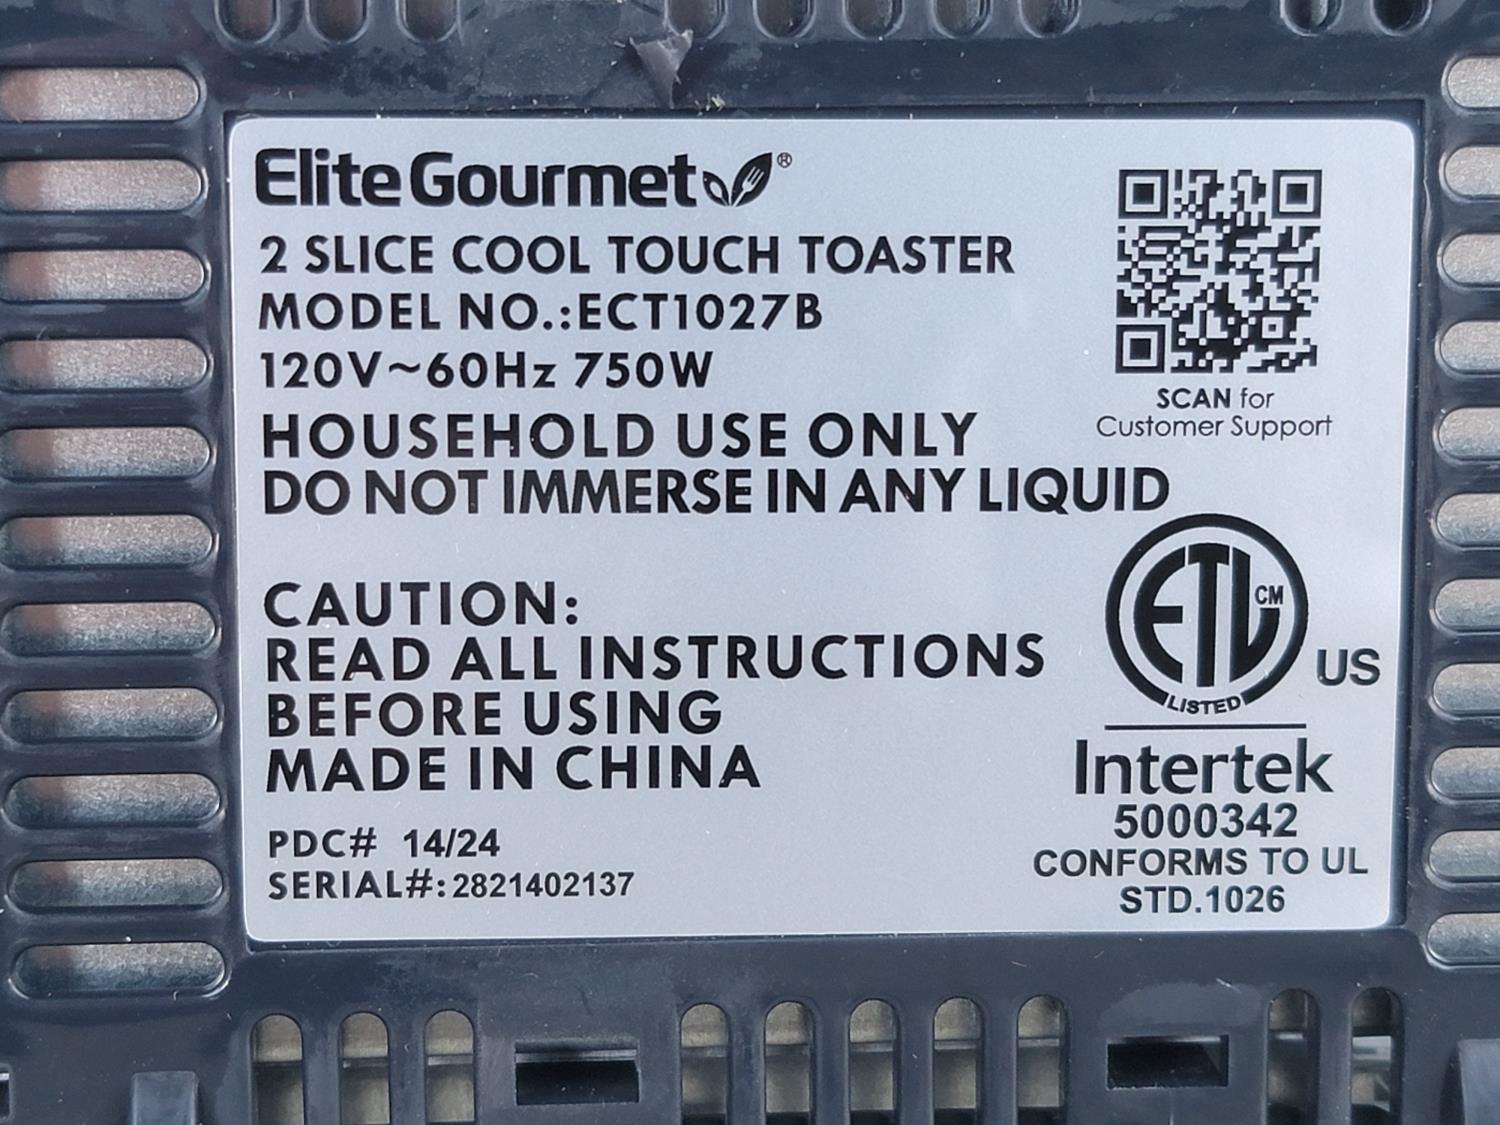 Elite Gourmet®
2 SLICE COOL TOUCH TOASTER
MODEL NO.:ECT1027B
120V~60Hz 750W
HOUSEHOLD USE ONLY
DO NOT IMMERSE IN ANY LIQUID
SCAN for
Customer Support
CAUTION:
READ ALL INSTRUCTIONS
BEFORE USING
MADE IN CHINA
PDC# 14/24
SERIAL#:2821402137
ETL CM
LISTED
US
Intertek
5000342
CONFORMS TO UL
STD.1026